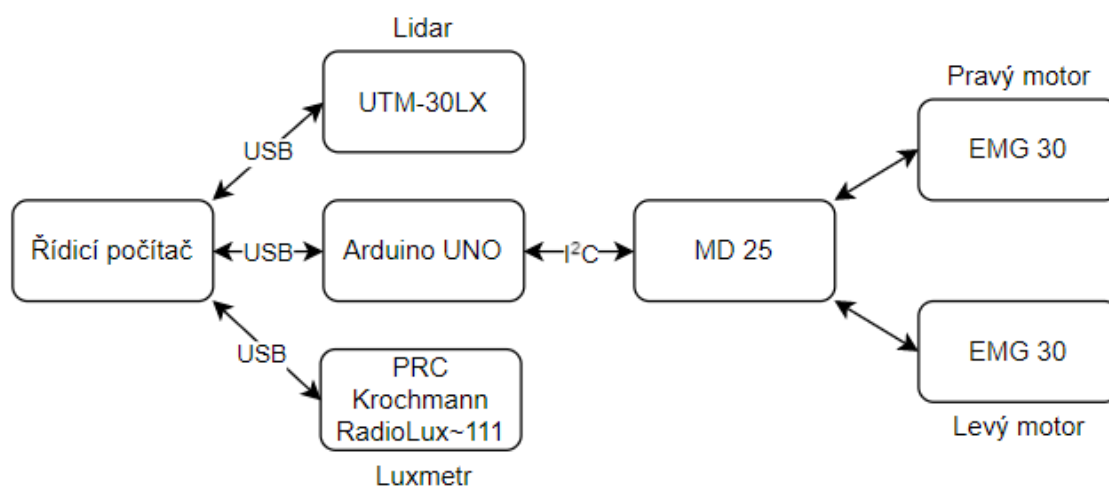 Lidar
UTM-30LX
USB
Pravý motor
EMG 30
Řídicí počítač
USB
Arduino UNO
I²C
MD 25
USB
PRC
Krochmann
RadioLux~111
Luxmetr
EMG 30
Levý motor